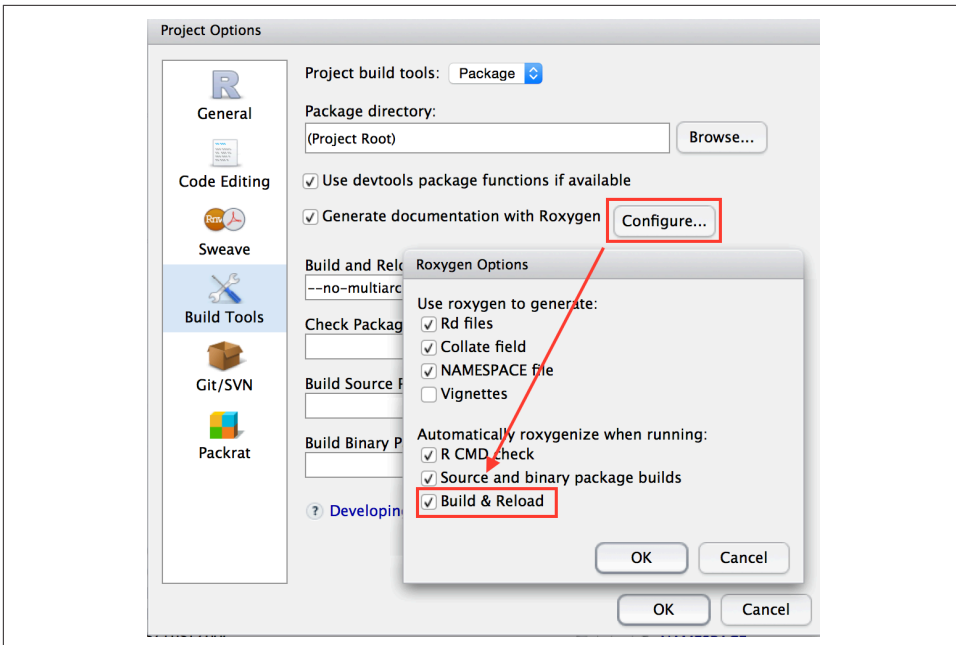 Project Options
General
Code Editing
Rnw
Sweave
Build Tools
Git/SVN
Packrat
Project build tools: Package
Package directory:
(Project Root)
Browse...
Use devtools package functions if available
Generate documentation with Roxygen
Configure...
Build and Relo
--no-multiarc
Check Packag
Build Source P
Build Binary P
? Developin
Roxygen Options
Use roxygen to generate:
Rd files
Collate field
NAMESPACE file
Vignettes
Automatically roxygenize when running:
R CMD check
Source and binary package builds
Build & Reload
OK
Cancel
OK
Cancel